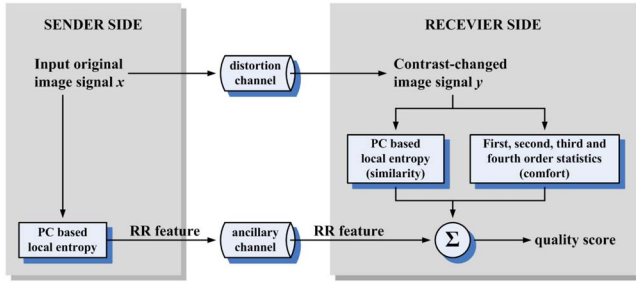 SENDER SIDE
RECEVIER SIDE
Input original
image signal x
distortion
channel
Contrast-changed
image signal y
PC based
local entropy
(similarity)
First, second, third and
fourth order statistics
(comfort)
PC based
local entropy
RR feature
ancillary
channel
RR feature
Σ
quality score